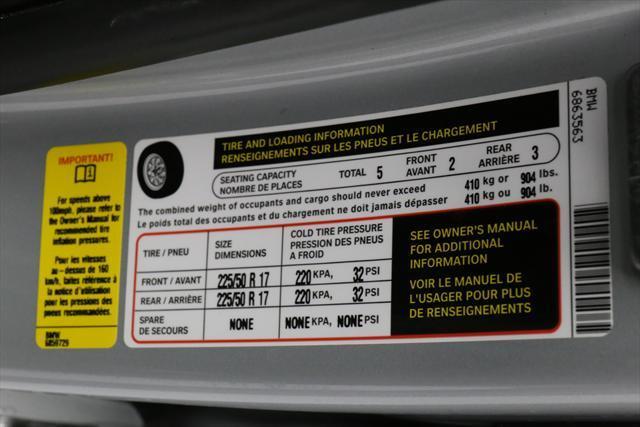 IMPORTANT!
For speeds above
100mph, please refer to
the Owner's Manual for
recommended tire
inflation pressures.
Pour les vitesses
au-dessus de 160
km/h, faites référence à
la notice d'utilisation
pour les pressions des
pneus recommandées.
BMW
6859729
TIRE AND LOADING INFORMATION
RENSEIGNEMENTS SUR LES PNEUS ET LE CHARGEMENT
SEATING CAPACITY
NOMBRE DE PLACES
TOTAL 5
FRONT
AVANT 2
REAR
ARRIÈRE 3
The combined weight of occupants and cargo should never exceed 410 kg or 904 lbs.
Le poids total des occupants et du chargement ne doit jamais dépasser 410 kg ou 904 lb.
TIRE / PNEU
SIZE
DIMENSIONS
COLD TIRE PRESSURE
PRESSION DES PNEUS
A FROID
FRONT / AVANT 225/50 R 17 220 KPA, 32 PSI
REAR / ARRIÈRE 225/50 R 17 220 KPA, 32 PSI
SPARE
DE SECOURS
NONE NONE KPA, NONE PSI
SEE OWNER'S MANUAL
FOR ADDITIONAL
INFORMATION
VOIR LE MANUEL DE
L'USAGER POUR PLUS
DE RENSEIGNEMENTS
BMW
6863563